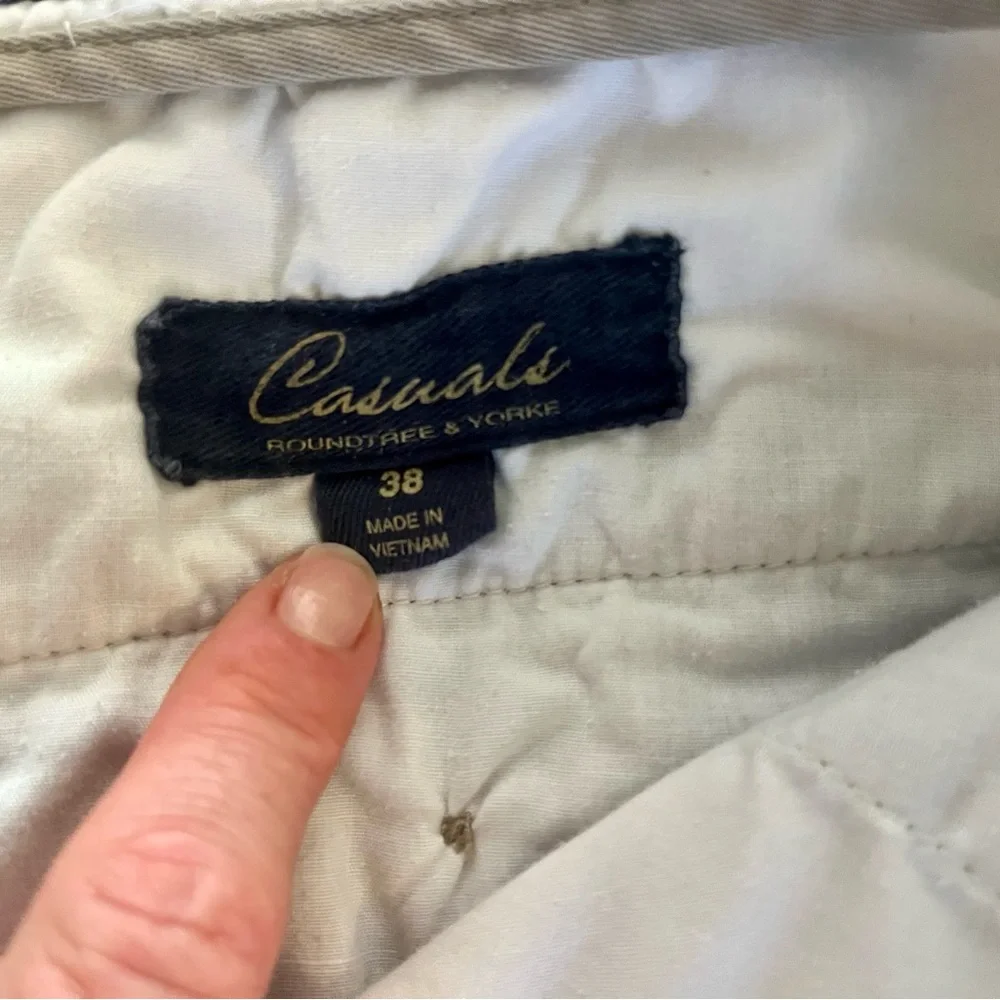 Casuals
ROUNDTREE & YORKE
38
MADE IN
VIETNAM